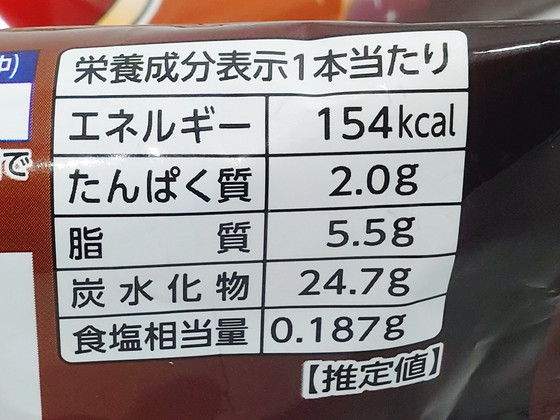 中)
で
栄養成分表示1本当たり
エネルギー 154kcal
たんぱく質 2.0g
脂質 5.5g
炭水化物 24.7g
食塩相当量 0.187g
【推定値】